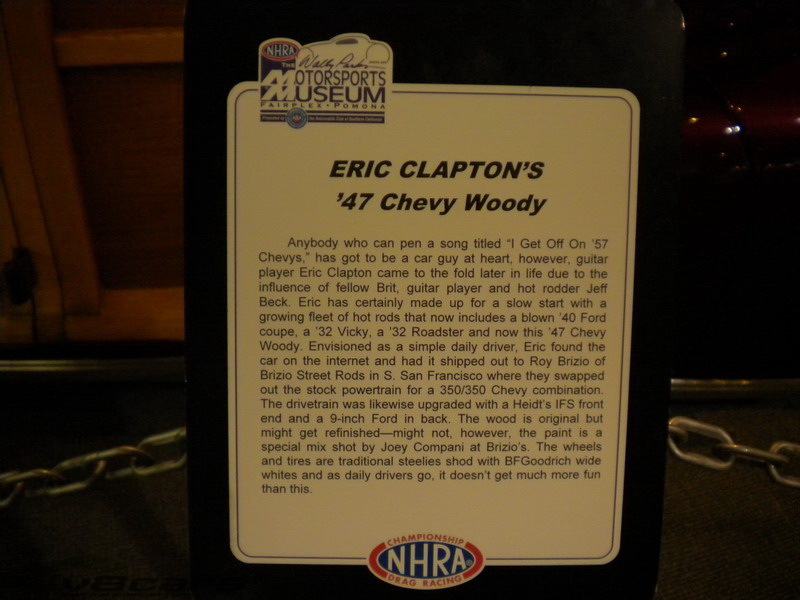 NHRA
THE Wally Parks
MOTORSPORTS
MUSEUM
FAIRPLEX • POMONA
ERIC CLAPTON'S
'47 Chevy Woody
Anybody who can pen a song titled "I Get Off On '57
Chevys," has got to be a car guy at heart, however, guitar
player Eric Clapton came to the fold later in life due to the
influence of fellow Brit, guitar player and hot rodder Jeff
Beck. Eric has certainly made up for a slow start with a
growing fleet of hot rods that now includes a blown '40 Ford
coupe, a '32 Vicky, a '32 Roadster and now this '47 Chevy
Woody. Envisioned as a simple daily driver, Eric found the
car on the internet and had it shipped out to Roy Brizio of
Brizio Street Rods in S. San Francisco where they swapped
out the stock powertrain for a 350/350 Chevy combination.
The drivetrain was likewise upgraded with a Heidt's IFS front
end and a 9-inch Ford in back. The wood is original but
might get refinished—might not, however, the paint is a
special mix shot by Joey Compani at Brizio's. The wheels
and tires are traditional steelies shod with BFGoodrich wide
whites and as daily drivers go, it doesn't get much more fun
than this.
CHAMPIONSHIP
NHRA
DRAG RACING